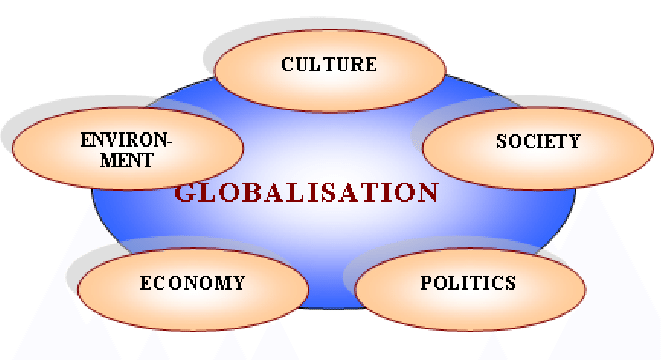 CULTURE
ENVIRON-
MENT
SOCIETY
GLOBALISATION
ECONOMY
POLITICS